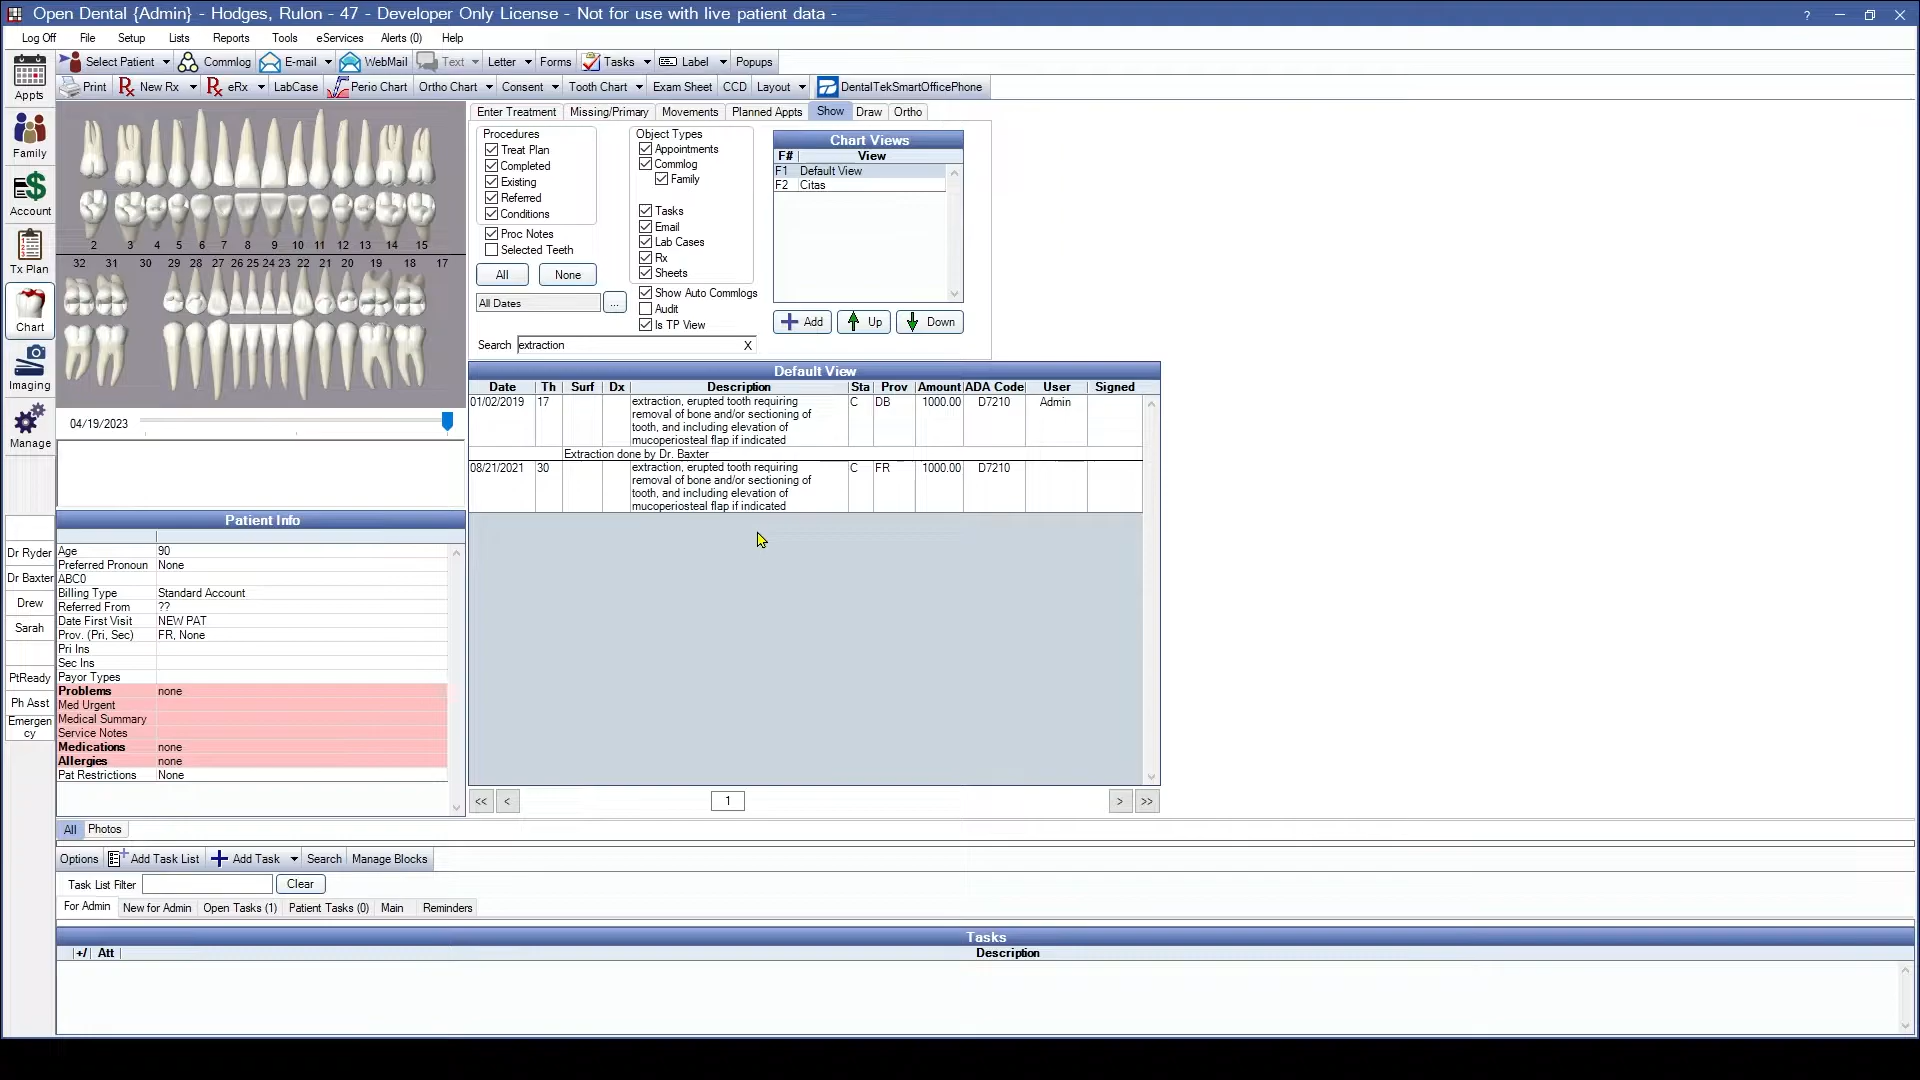 Open Dental {Admin} - Hodges, Rulon - 47 - Developer Only License - Not for use with live patient data -
Log Off File Setup Lists Reports Tools eServices Alerts (0) Help
Select Patient Commlog E-mail WebMail Text Letter Forms Tasks Label Popups
Print New Rx eRx LabCase Perio Chart Ortho Chart Consent Tooth Chart Exam Sheet CCD Layout DentalTekSmartOfficePhone
Appts
Family
Account
Tx Plan
Chart
Imaging
Manage
Dr Ryder
Dr Baxter
Drew
Sarah
PtReady
Ph Asst
Emergen
cy
2 3 4 5 6 7 8 9 10 11 12 13 14 15
32 31 30 29 28 27 26 25 24 23 22 21 20 19 18 17
04/19/2023
Enter Treatment Missing/Primary Movements Planned Appts Show Draw Ortho
Procedures
Treat Plan
Completed
Existing
Referred
Conditions
Proc Notes
Selected Teeth
All None
All Dates ...
Object Types
Appointments
Commlog
Family
Tasks
Email
Lab Cases
Rx
Sheets
Show Auto Commlogs
Audit
Is TP View
Search extraction X
Chart Views
F# View
F1 Default View
F2 Citas
Add Up Down
Default View
Date Th Surf Dx Description Sta Prov Amount ADA Code User Signed
01/02/2019 17 extraction, erupted tooth requiring C DB 1000.00 D7210 Admin
removal of bone and/or sectioning of
tooth, and including elevation of
mucoperiosteal flap if indicated
Extraction done by Dr. Baxter
08/21/2021 30 extraction, erupted tooth requiring C FR 1000.00 D7210
removal of bone and/or sectioning of
tooth, and including elevation of
mucoperiosteal flap if indicated
<< < 1 > >>
Patient Info
Age 90
Preferred Pronoun None
ABC0
Billing Type Standard Account
Referred From ??
Date First Visit NEW PAT
Prov. (Pri, Sec) FR, None
Pri Ins
Sec Ins
Payor Types
Problems none
Med Urgent
Medical Summary
Service Notes
Medications none
Allergies none
Pat Restrictions None
All Photos
Options Add Task List Add Task Search Manage Blocks
Task List Filter Clear
For Admin New for Admin Open Tasks (1) Patient Tasks (0) Main Reminders
Tasks
+/ Att Description